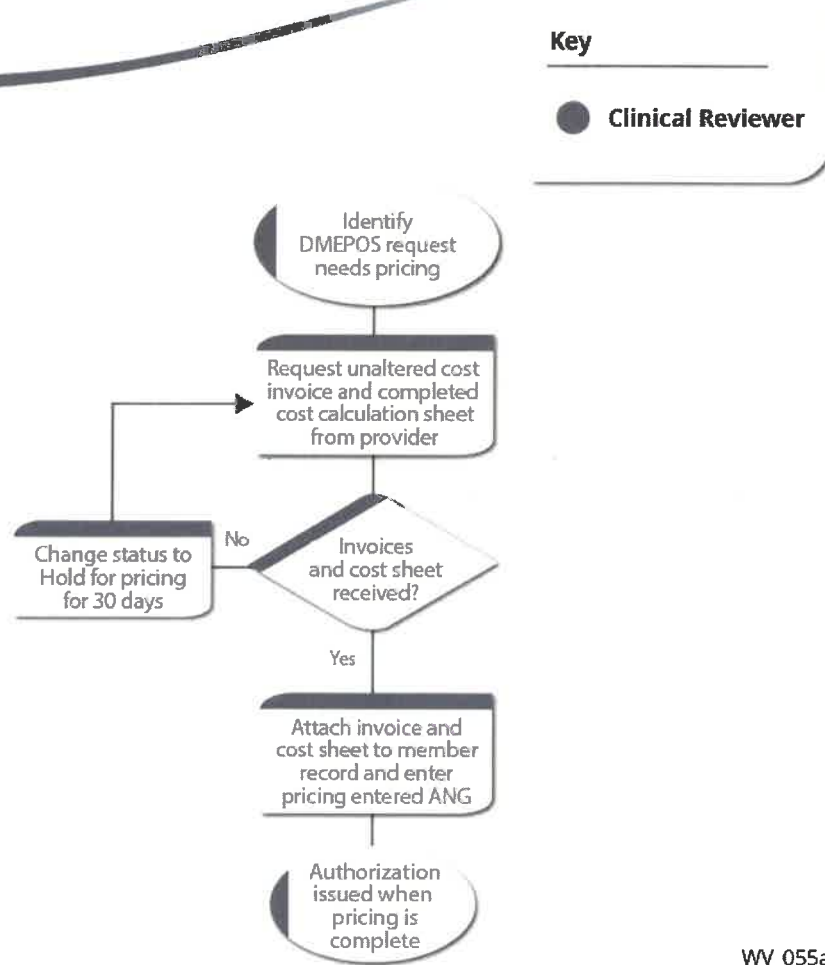 Key
Clinical Reviewer
Identify
DMEPOS request
needs pricing
Request unaltered cost
invoice and completed
cost calculation sheet
from provider
No
Change status to
Hold for pricing
for 30 days
Invoices
and cost sheet
received?
Yes
Attach invoice and
cost sheet to member
record and enter
pricing entered ANG
Authorization
issued when
pricing is
complete
WV_055a